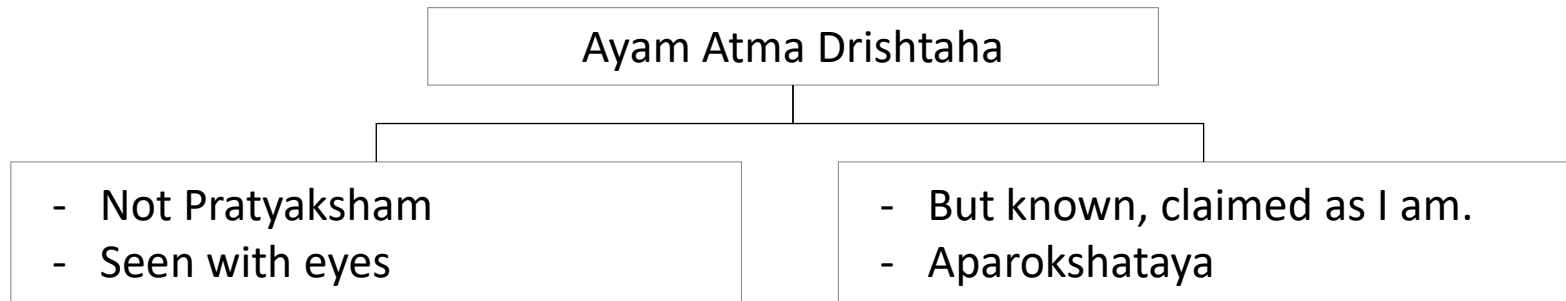 Ayam Atma Drishtaha
- Not Pratyaksham
- Seen with eyes
- But known, claimed as I am.
- Aparokshataya